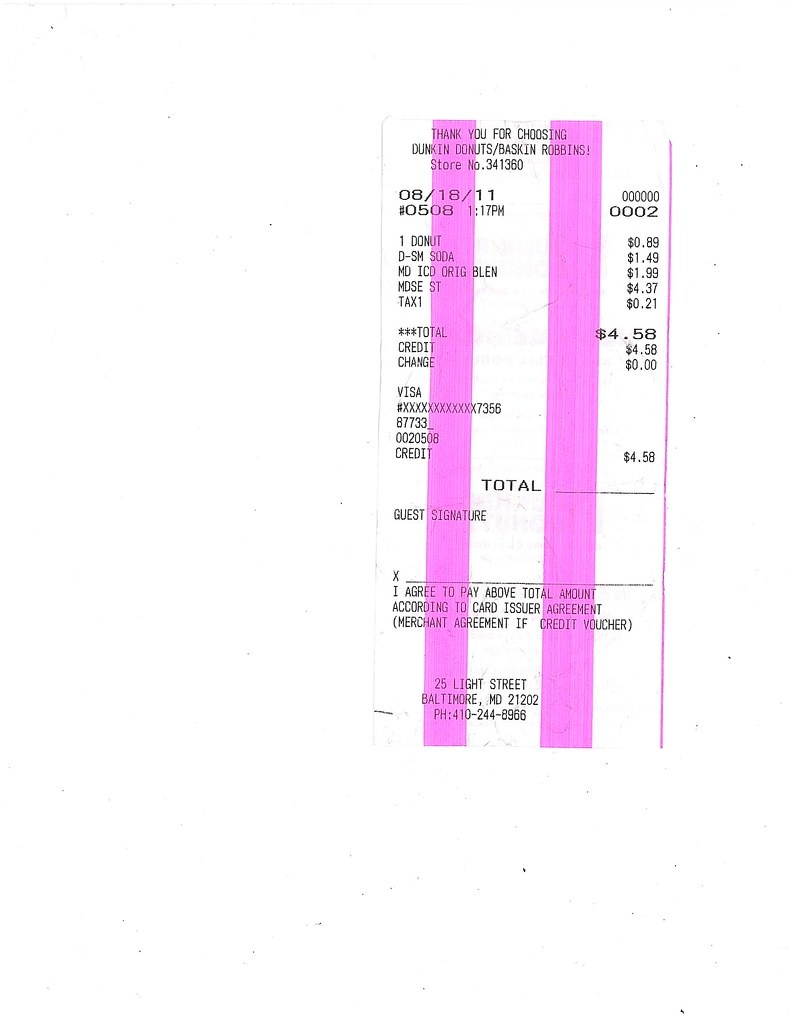 THANK YOU FOR CHOOSING
DUNKIN DONUTS/BASKIN ROBBINS!
Store No.341360
08/18/11 000000
#0508 1:17PM 0002
1 DONUT $0.89
D-SM SODA $1.49
MD ICD ORIG BLEN $1.99
MDSE ST $4.37
TAX1 $0.21
***TOTAL $4.58
CREDIT $4.58
CHANGE $0.00
VISA
#XXXXXXXXXXXX7356
87733_
0020508
CREDIT $4.58
TOTAL
GUEST SIGNATURE
X
I AGREE TO PAY ABOVE TOTAL AMOUNT
ACCORDING TO CARD ISSUER AGREEMENT
(MERCHANT AGREEMENT IF CREDIT VOUCHER)
25 LIGHT STREET
BALTIMORE, MD 21202
PH:410-244-8966